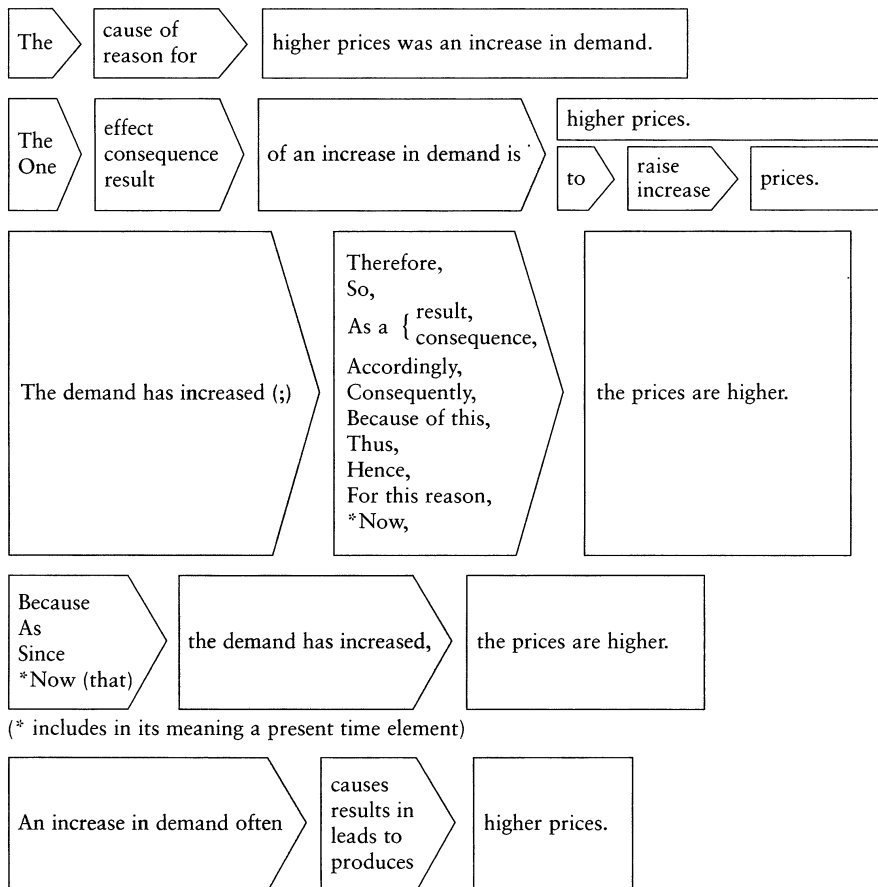 The
cause of
reason for
higher prices was an increase in demand.
The
One
effect
consequence
result
of an increase in demand is
higher prices.
to
raise
increase
prices.
The demand has increased (;)
Therefore,
So,
As a { result,
consequence,
Accordingly,
Consequently,
Because of this,
Thus,
Hence,
For this reason,
*Now,
the prices are higher.
Because
As
Since
*Now (that)
the demand has increased,
the prices are higher.
(* includes in its meaning a present time element)
An increase in demand often
causes
results in
leads to
produces
higher prices.